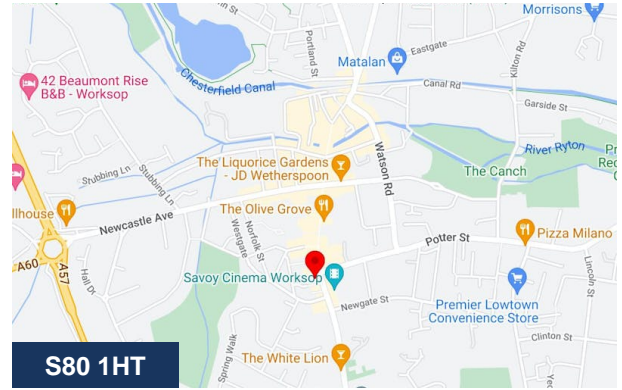 Morrisons
Portland St
Eastgate
Matalan
Kilton Rd
42 Beaumont Rise
B&B - Worksop
Chesterfield Canal
Canal Rd
Garside St
River Ryton
Watson Rd
The Liquorice Gardens
- JD Wetherspoon
The Canch
Stubbing Ln
Stubbing Ln
llhouse
Newcastle Ave
The Olive Grove
Norfolk St
Westgate
Potter St
Pizza Milano
A60
A57
Hall Dr
Savoy Cinema Worksop
Lincoln St
Newgate St
Premier Lowtown
Convenience Store
Clinton St
Spring Walk
The White Lion
S80 1HT